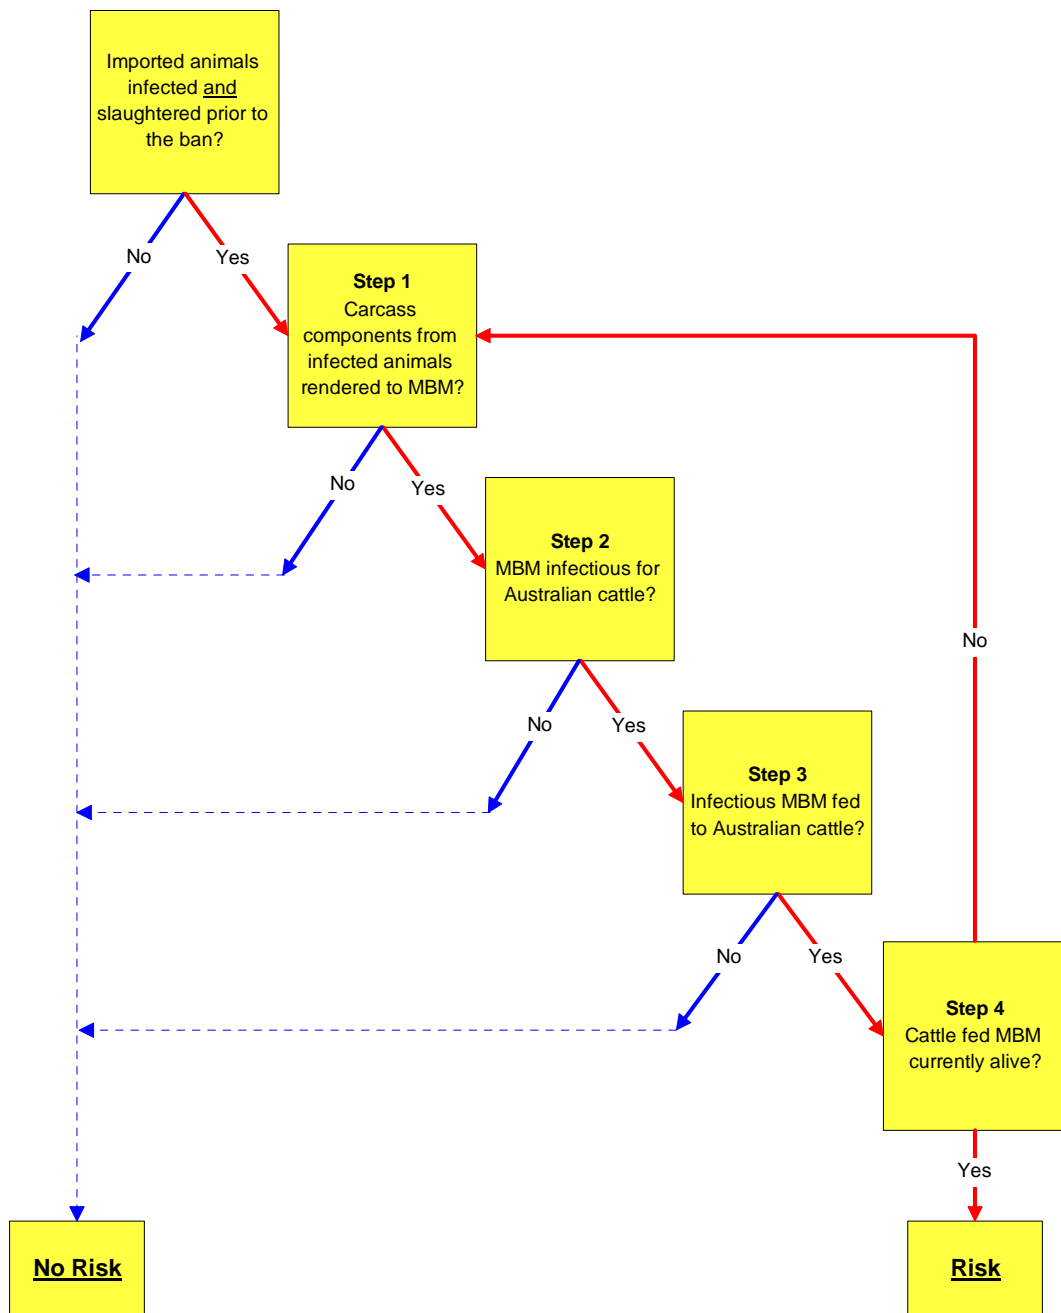 Imported animals
infected and
slaughtered prior to
the ban?
No
Yes
Step 1
Carcass
components from
infected animals
rendered to MBM?
No
Yes
Step 2
MBM infectious for
Australian cattle?
No
No
Yes
Step 3
Infectious MBM fed
to Australian cattle?
No
Yes
Step 4
Cattle fed MBM
currently alive?
Yes
No Risk
Risk